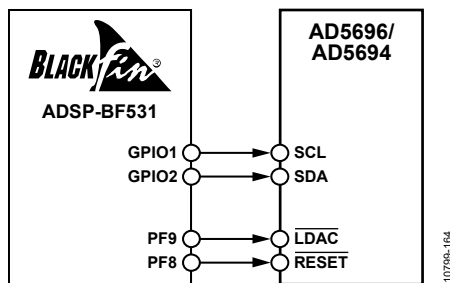 BLACKfin®
ADSP-BF531
AD5696/
AD5694
GPIO1
SCL
GPIO2
SDA
PF9
LDAC
PF8
RESET
10799-164